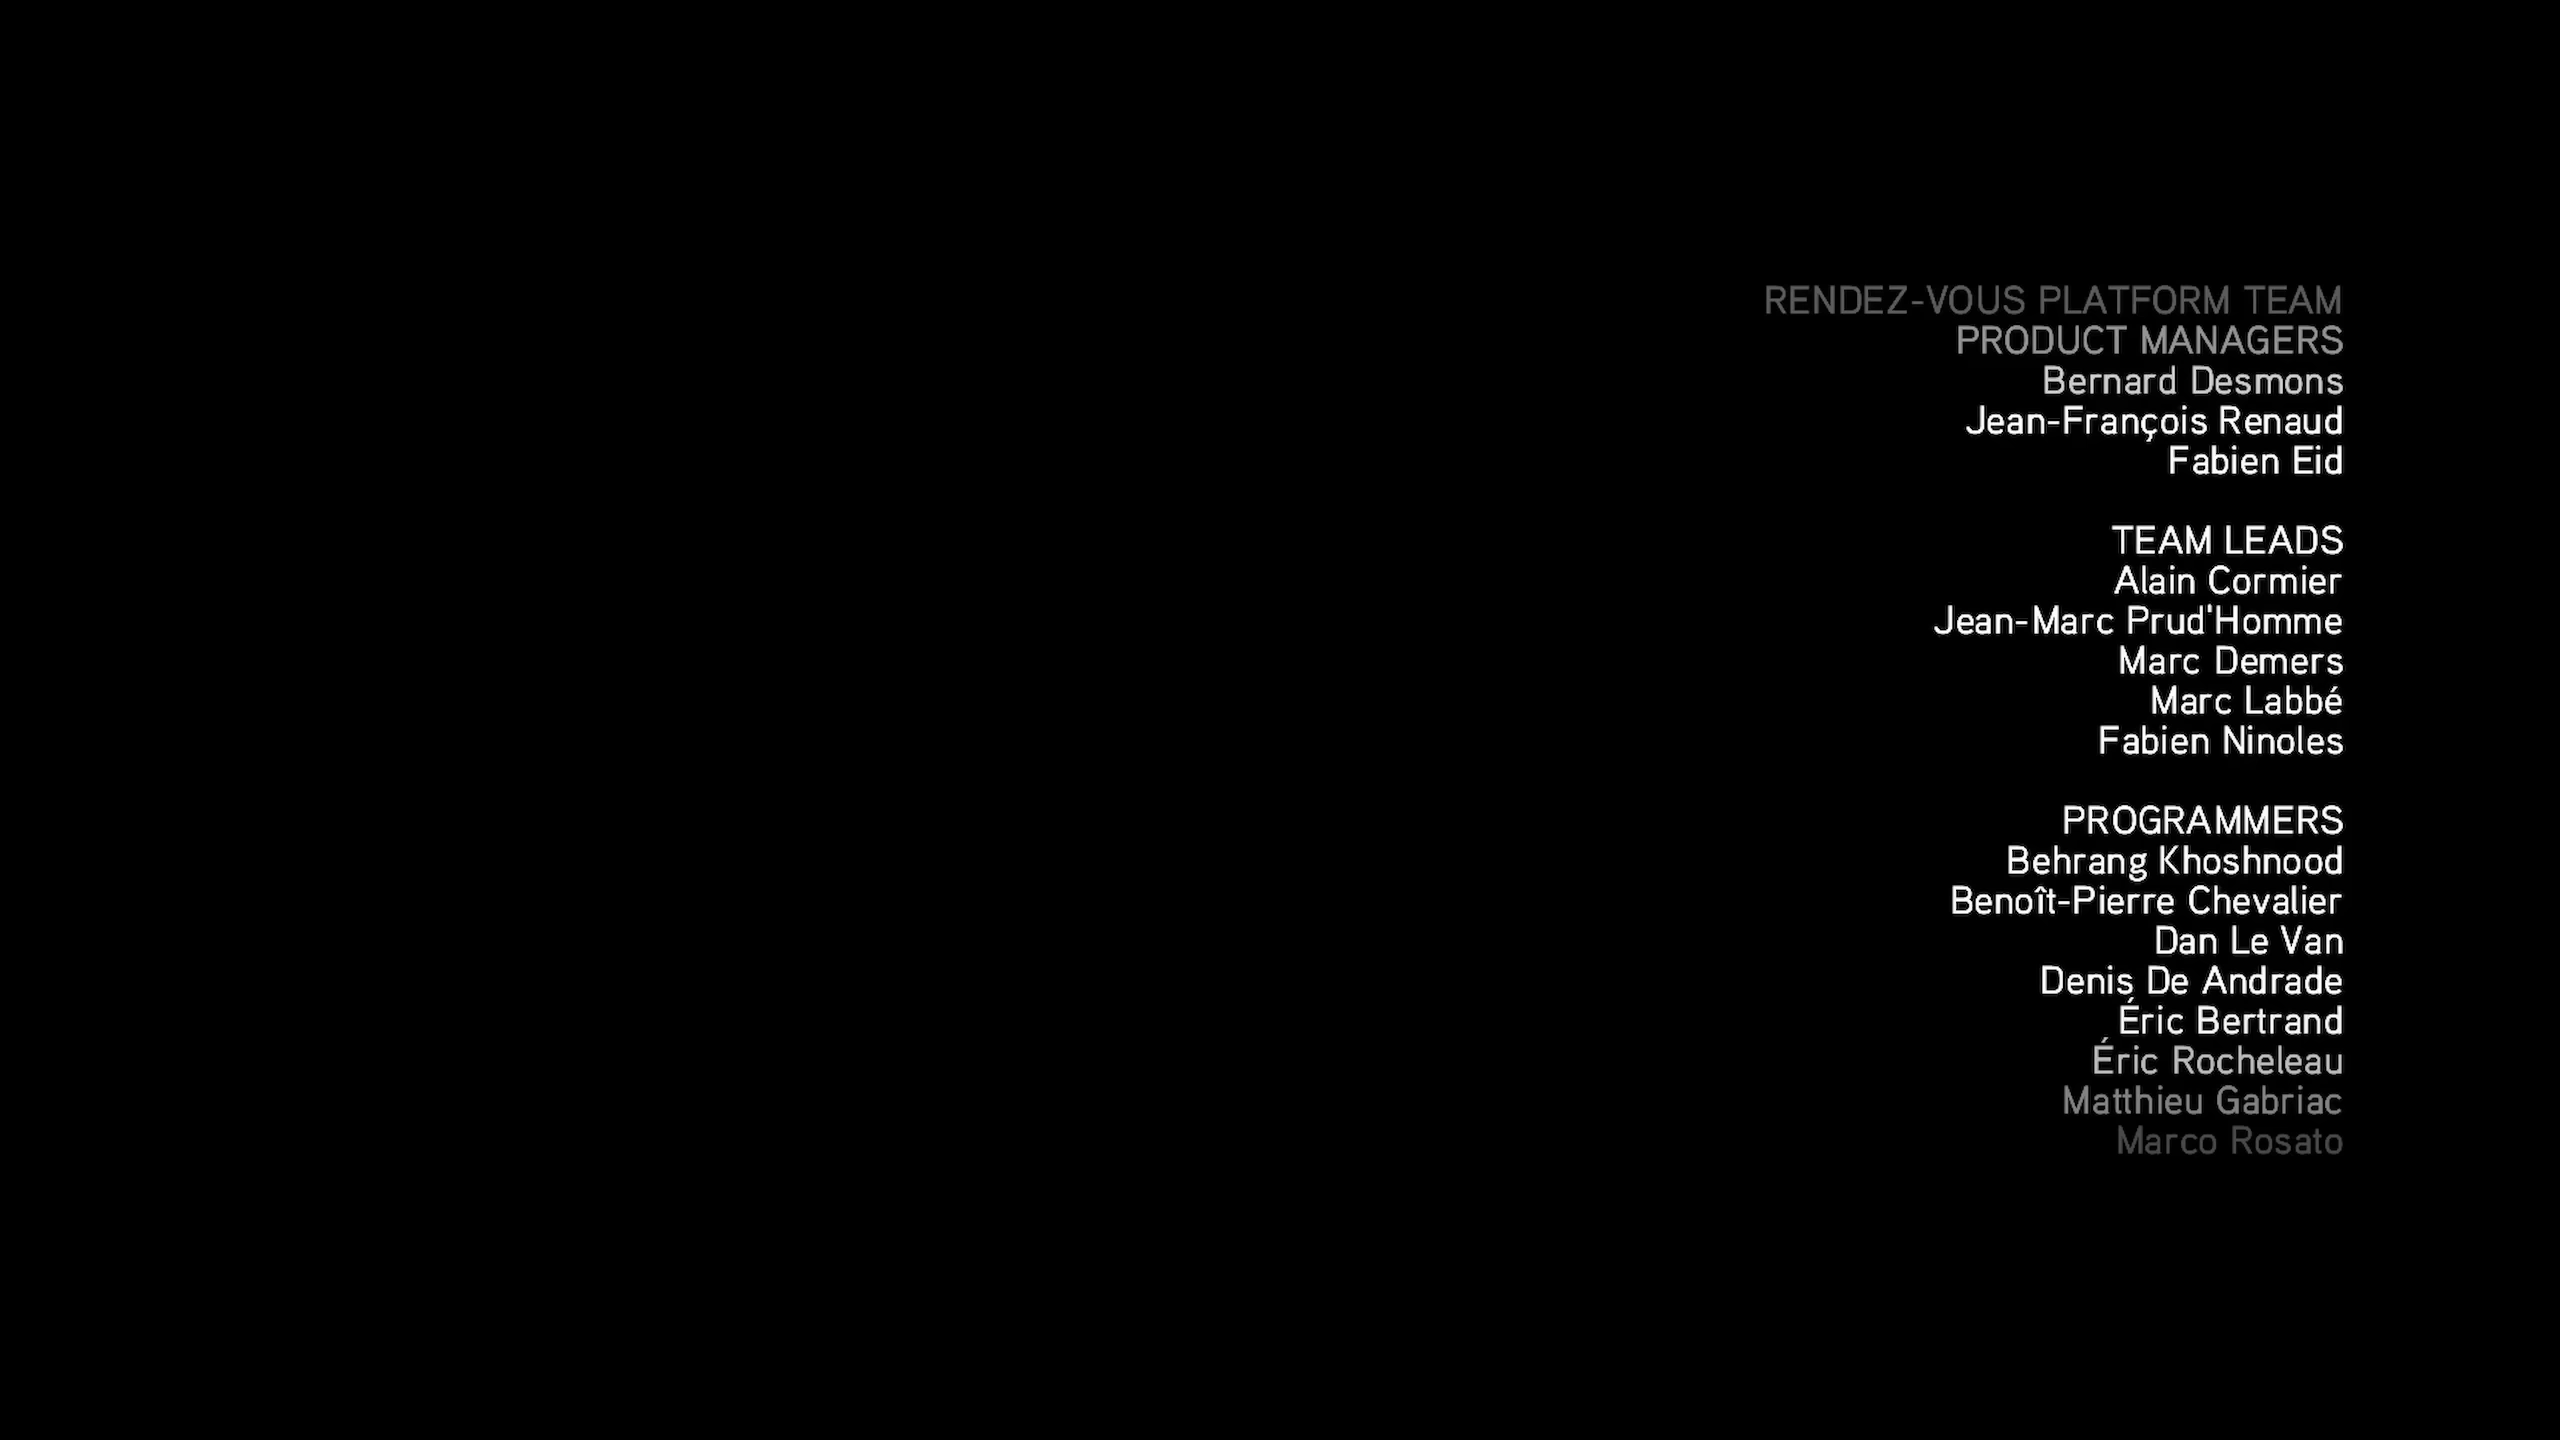 RENDEZ-VOUS PLATFORM TEAM
PRODUCT MANAGERS
Bernard Desmons
Jean-François Renaud
Fabien Eid
TEAM LEADS
Alain Cormier
Jean-Marc Prud'Homme
Marc Demers
Marc Labbé
Fabien Ninoles
PROGRAMMERS
Behrang Khoshnood
Benoît-Pierre Chevalier
Dan Le Van
Denis De Andrade
Éric Bertrand
Éric Rocheleau
Matthieu Gabriac
Marco Rosato